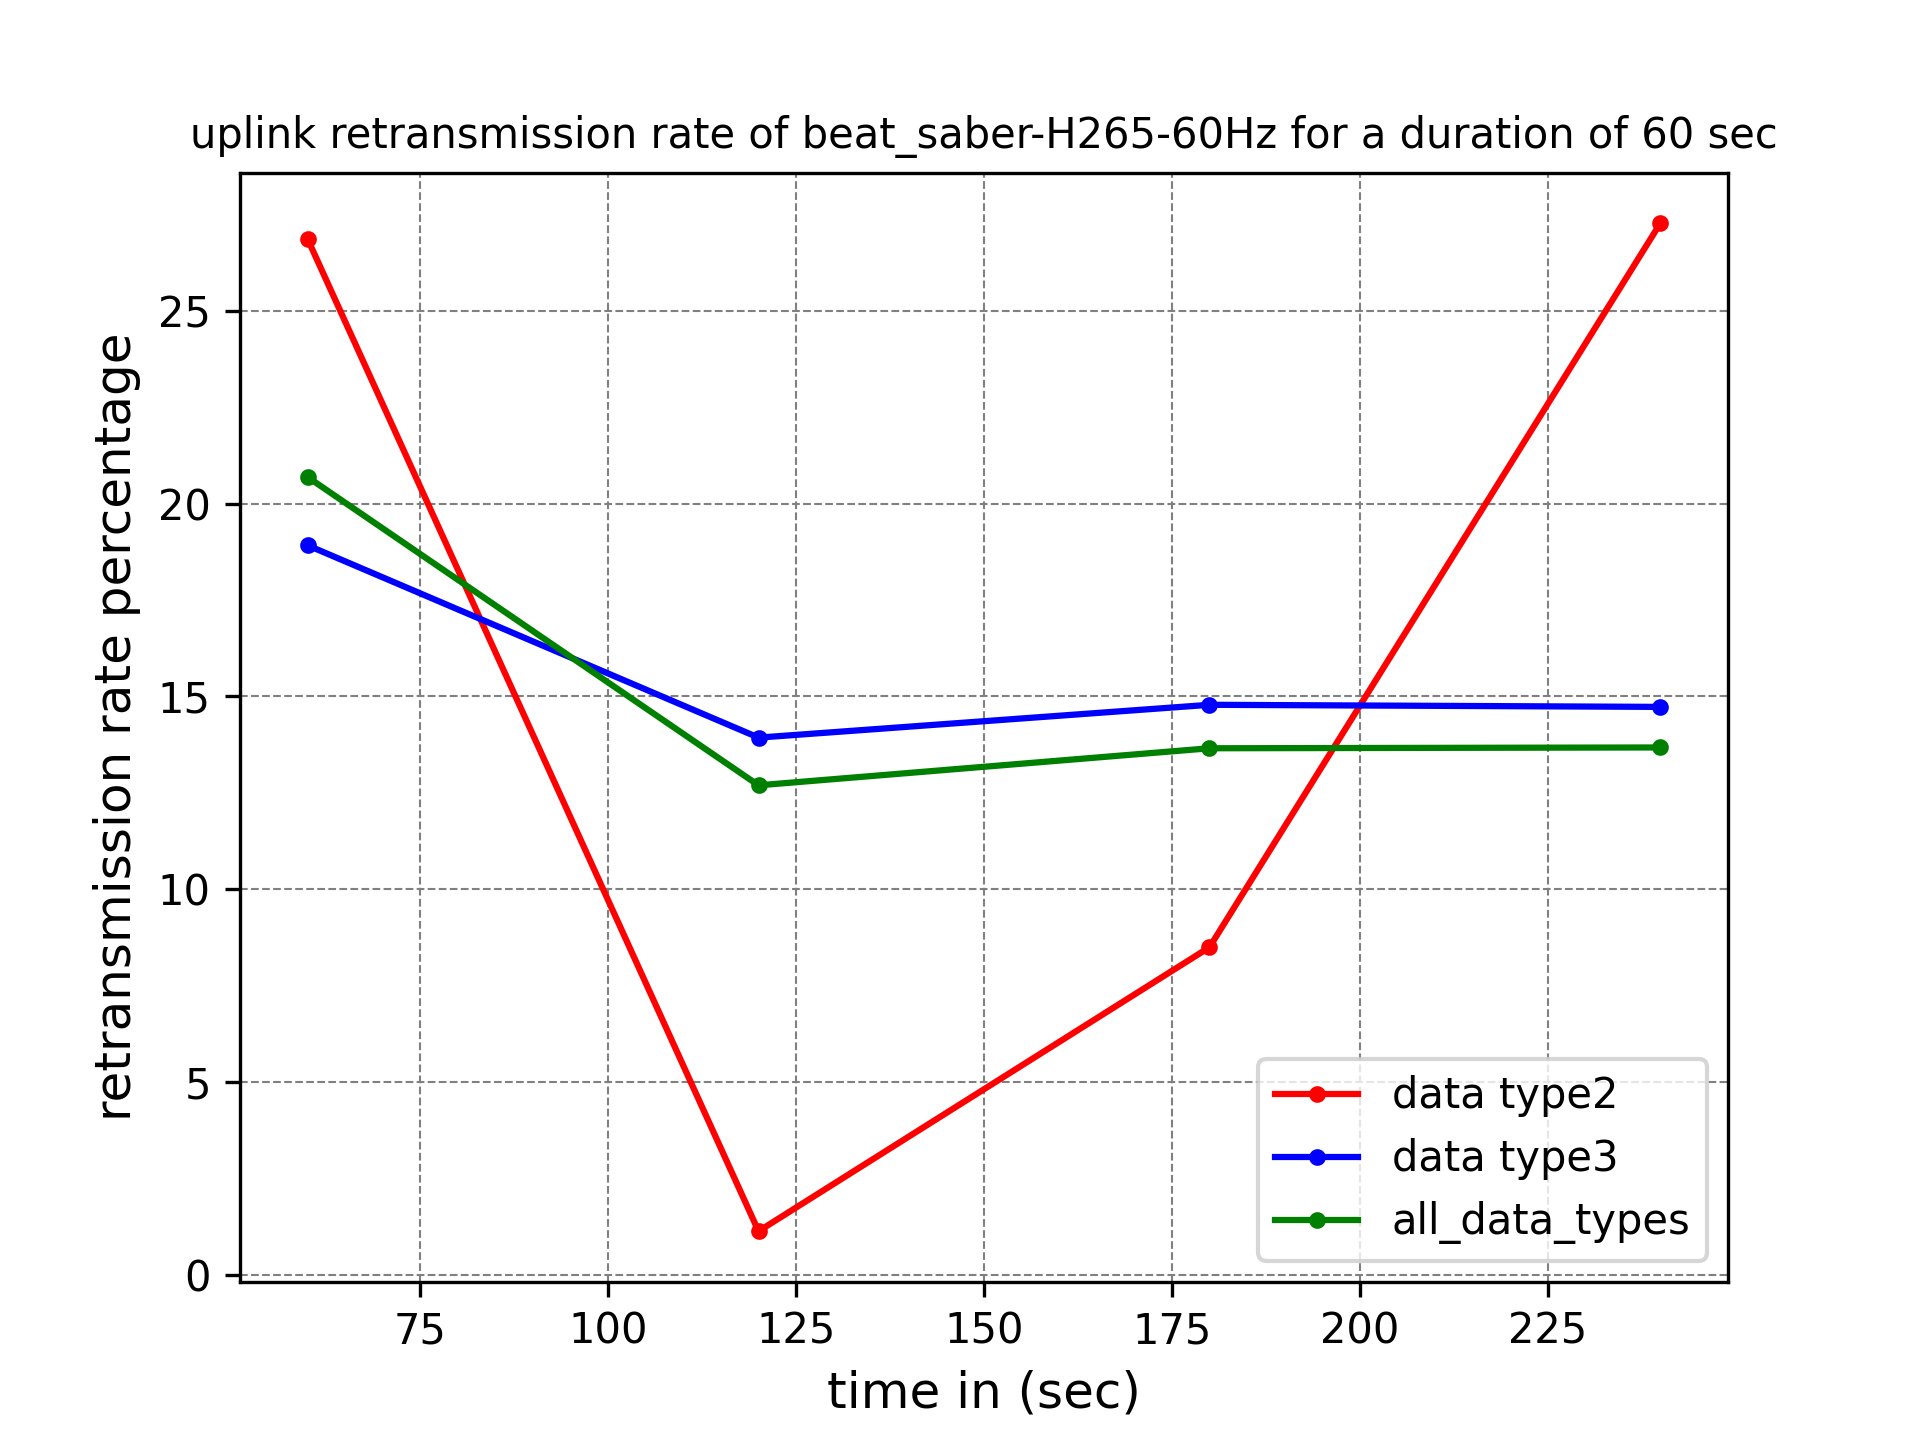 uplink retransmission rate of beat_saber-H265-60Hz for a duration of 60 sec
retransmission rate percentage
25
20
15
10
5
0
75 100 125 150 175 200 225
time in (sec)
data type2
data type3
all_data_types